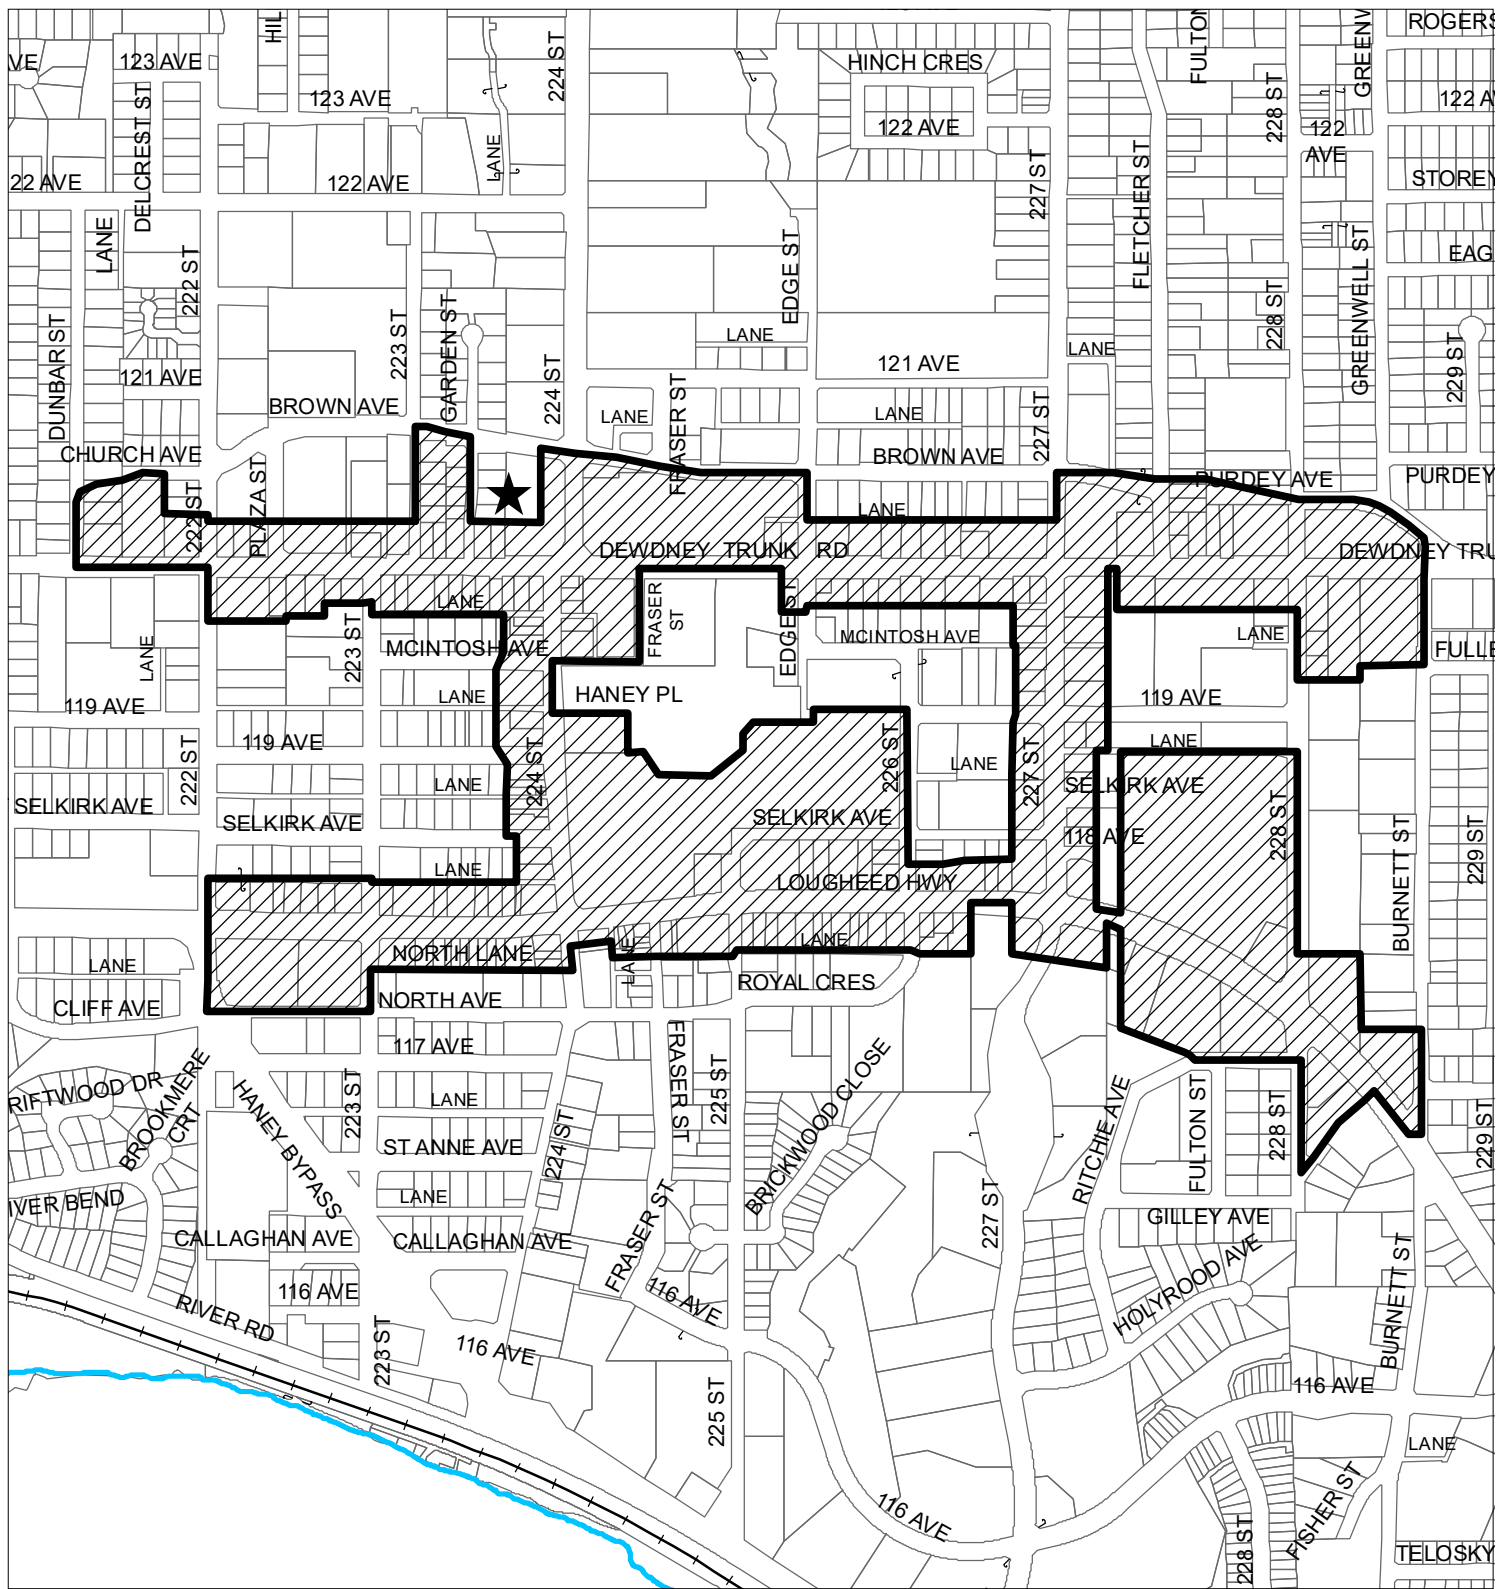 HINCH CRES
ROGERS
VE
123 AVE
HIL
224 ST
FULTON
GREENW
123 AVE
122 A
DELCREST ST
LANE
122 AVE
228 ST
122
AVE
22 AVE
122 AVE
227 ST
FLETCHER ST
STOREY
LANE
222 ST
EDGE ST
EAG
GREENWELL ST
DUNBAR ST
223 ST
GARDEN ST
LANE
228 ST
121 AVE
224 ST
121 AVE
LANE
229 ST
BROWN AVE
LANE
FRASER ST
LANE
227 ST
CHURCH AVE
BROWN AVE
PLAZA ST
PURDEY AVE
PURDEY
222 ST
LANE
DEWDNEY TRUNK RD
DEWDNEY TRU
LANE
FRASER
ST
EDGE ST
MCINTOSH AVE
MCINTOSH AVE
LANE
FULLE
LANE
223 ST
LANE
HANEY PL
119 AVE
119 AVE
119 AVE
LANE
222 ST
224 ST
LANE
226 ST
LANE
227 ST
SELKIRK AVE
SELKIRK AVE
SELKIRK AVE
SELKIRK AVE
118 AVE
228 ST
BURNETT ST
229 ST
LANE
LOUGHEED HWY
LANE
NORTH LANE
LANE
LANE
CLIFF AVE
NORTH AVE
ROYAL CRES
117 AVE
FRASER ST
225 ST
BRICKWOOD CLOSE
RIFTWOOD DR
BROOKMERE
CRT
HANEY BYPASS
223 ST
LANE
ST ANNE AVE
224 ST
RITCHIE AVE
FULTON ST
228 ST
229 ST
IVER BEND
LANE
FRASER ST
227 ST
GILLEY AVE
CALLAGHAN AVE
CALLAGHAN AVE
HOLYROOD AVE
BURNETT ST
116 AVE
116 AVE
RIVER RD
223 ST
116 AVE
225 ST
116 AVE
LANE
116 AVE
228 ST
FISHER ST
TELOSKY